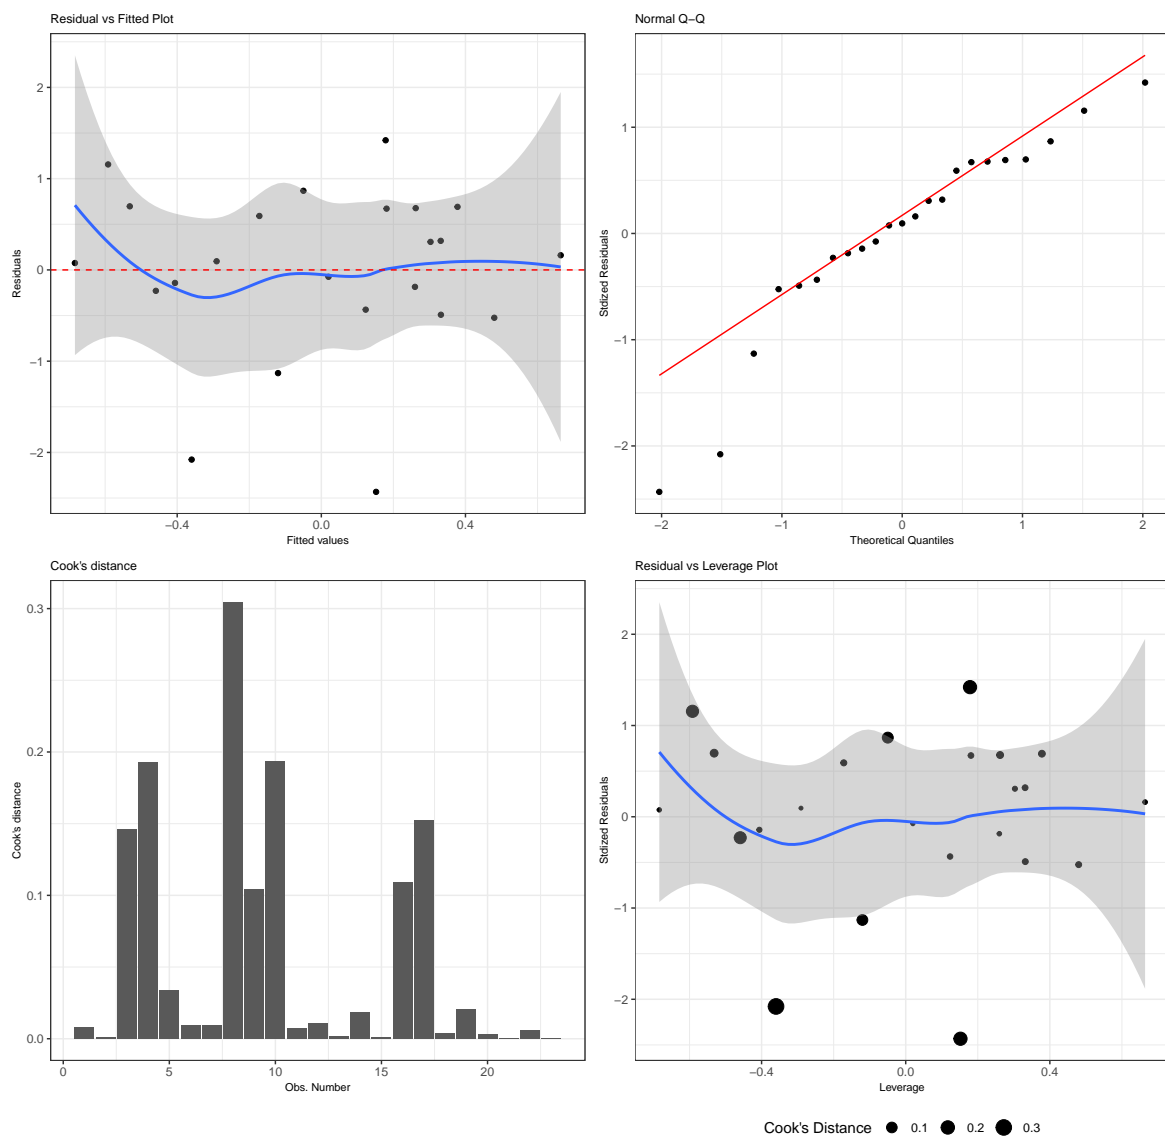 Residual vs Fitted Plot
Residuals
2
1
0
−1
−2
−0.4
0.0
0.4
Fitted values
Normal Q−Q
Stdized Residuals
1
0
−1
−2
−2
−1
0
1
2
Theoretical Quantiles
Cook's distance
Cook's distance
0.3
0.2
0.1
0.0
0
5
10
15
20
Obs. Number
Residual vs Leverage Plot
Stdized Residuals
2
1
0
−1
−2
−0.4
0.0
0.4
Leverage
Cook's Distance 0.1 0.2 0.3